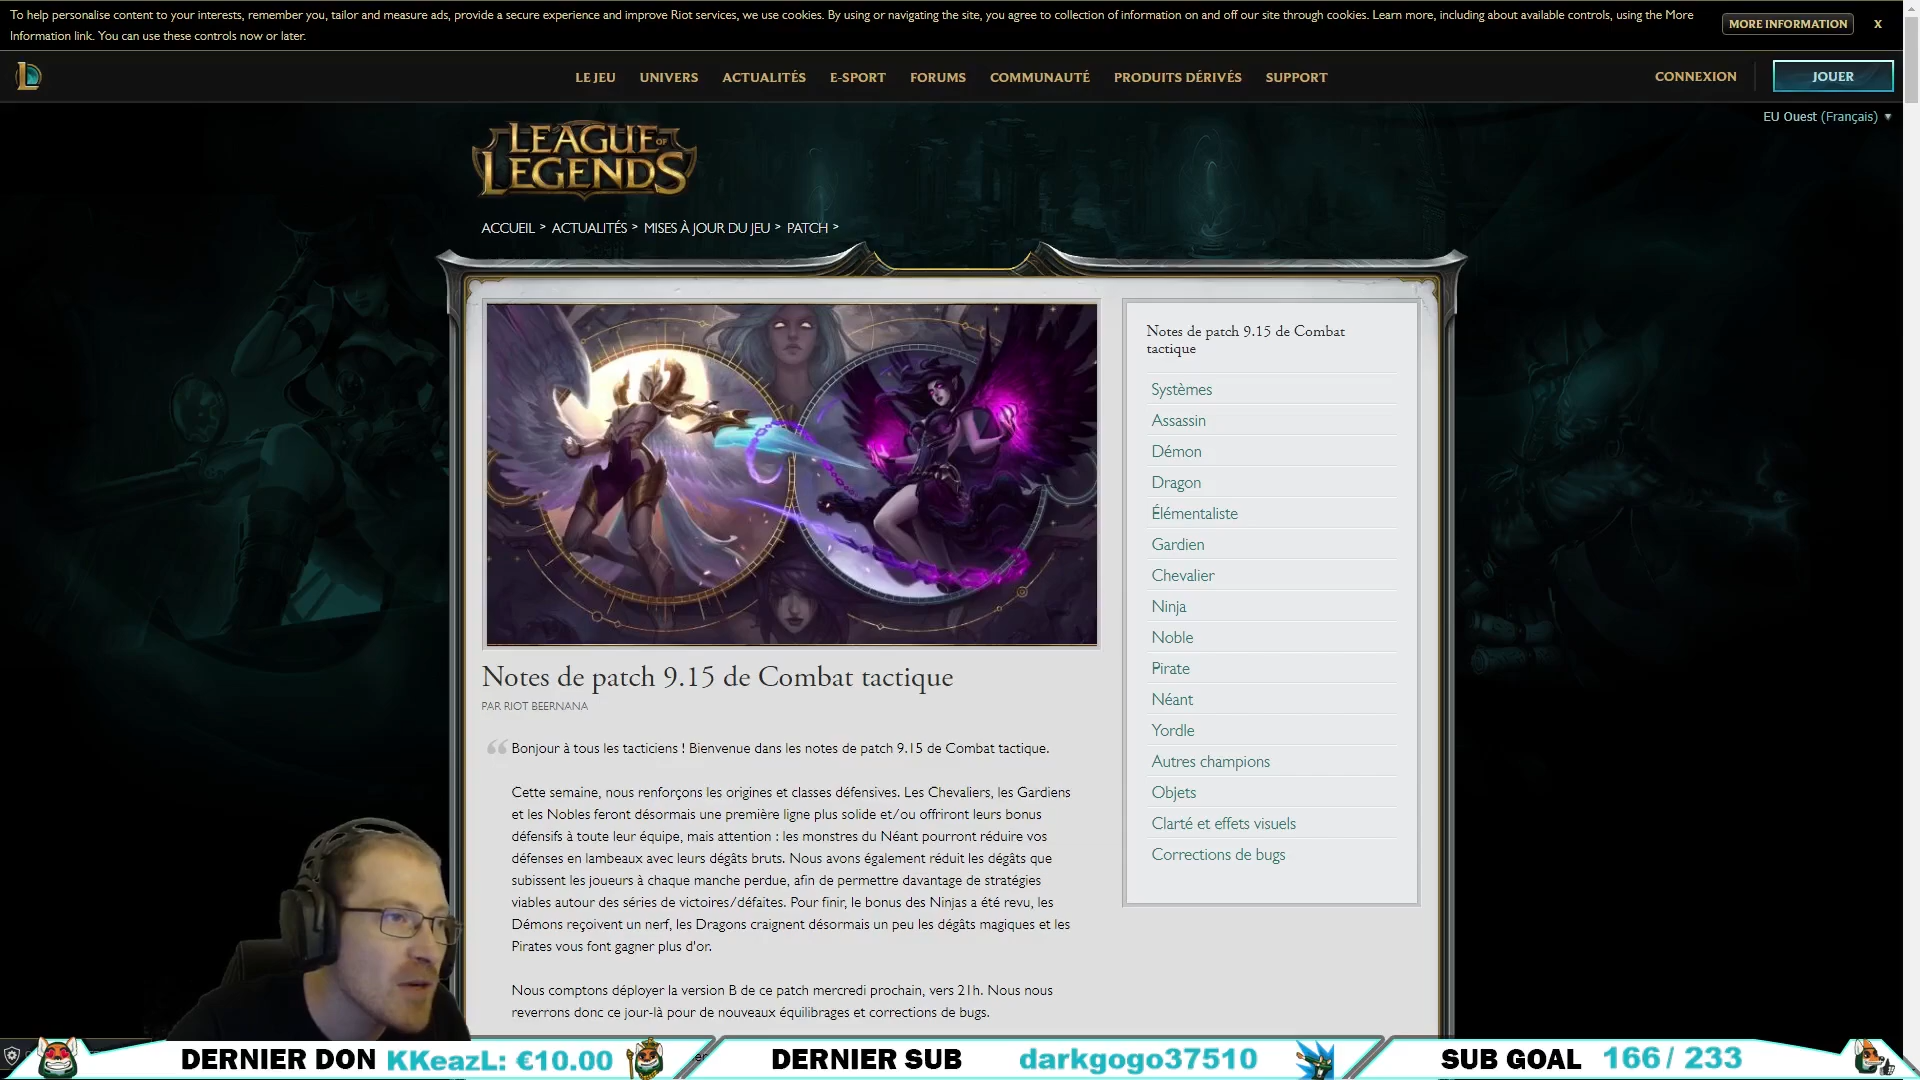 To help personalise content to your interests, remember you, tailor and measure ads, provide a secure experience and improve Riot services, we use cookies. By using or navigating the site, you agree to collection of information on and off our site through cookies. Learn more, including about available controls, using the More
Information link. You can use these controls now or later.
MORE INFORMATION
X
LE JEU
UNIVERS
ACTUALITÉS
E-SPORT
FORUMS
COMMUNAUTÉ
PRODUITS DÉRIVÉS
SUPPORT
CONNEXION
JOUER
EU Ouest (Français)
LEAGUE OF
LEGENDS
ACCUEIL > ACTUALITÉS > MISES À JOUR DU JEU > PATCH >
Notes de patch 9.15 de Combat tactique
PAR RIOT BEERNANA
Bonjour à tous les tacticiens ! Bienvenue dans les notes de patch 9.15 de Combat tactique.
Cette semaine, nous renforçons les origines et classes défensives. Les Chevaliers, les Gardiens
et les Nobles feront désormais une première ligne plus solide et/ou offriront leurs bonus
défensifs à toute leur équipe, mais attention : les monstres du Néant pourront réduire vos
défenses en lambeaux avec leurs dégâts bruts. Nous avons également réduit les dégâts que
subissent les joueurs à chaque manche perdue, afin de permettre davantage de stratégies
viables autour des séries de victoires/défaites. Pour finir, le bonus des Ninjas a été revu, les
Démons reçoivent un nerf, les Dragons craignent désormais un peu les dégâts magiques et les
Pirates vous font gagner plus d'or.
Nous comptons déployer la version B de ce patch mercredi prochain, vers 21h. Nous nous
reverrons donc ce jour-là pour de nouveaux équilibrages et corrections de bugs.
Notes de patch 9.15 de Combat
tactique
Systèmes
Assassin
Démon
Dragon
Élémentaliste
Gardien
Chevalier
Ninja
Noble
Pirate
Néant
Yordle
Autres champions
Objets
Clarté et effets visuels
Corrections de bugs
DERNIER DON KKeazL: €10.00
DERNIER SUB darkgogo37510
SUB GOAL 166 / 233